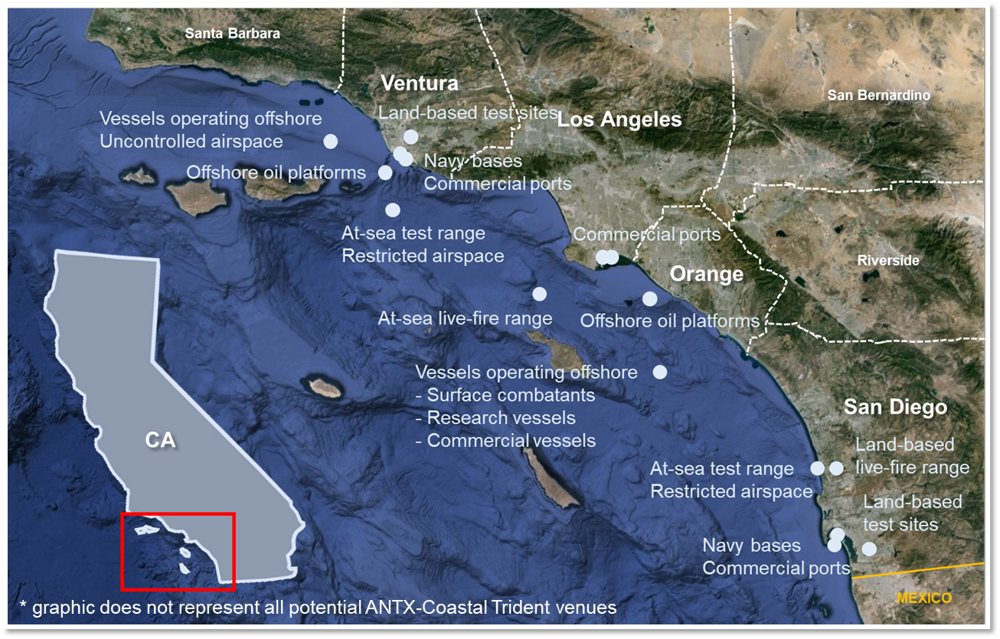 Santa Barbara
Ventura
San Bernardino
Land-based test sites
Los Angeles
Vessels operating offshore
Uncontrolled airspace
Offshore oil platforms
Navy bases
Commercial ports
At-sea test range
Restricted airspace
Commercial ports
Orange
Riverside
At-sea live-fire range
Offshore oil platforms
Vessels operating offshore
- Surface combatants
- Research vessels
- Commercial vessels
San Diego
CA
Land-based
live-fire range
At-sea test range
Restricted airspace
Land-based
test sites
Navy bases
Commercial ports
MEXICO
* graphic does not represent all potential ANTX-Coastal Trident venues